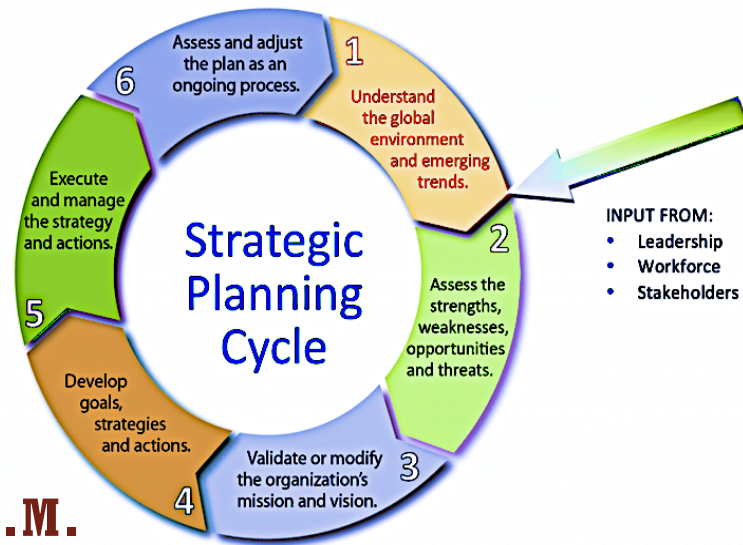 Strategic
Planning
Cycle
1
Understand
the global
environment
and emerging
trends.
INPUT FROM:
• Leadership
• Workforce
• Stakeholders
2
Assess the
strengths,
weaknesses,
opportunities
and threats.
3
Validate or modify
the organization's
mission and vision.
4
Develop
goals,
strategies
and actions.
5
Execute
and manage
the strategy
and actions.
6
Assess and adjust
the plan as an
ongoing process.
.M.